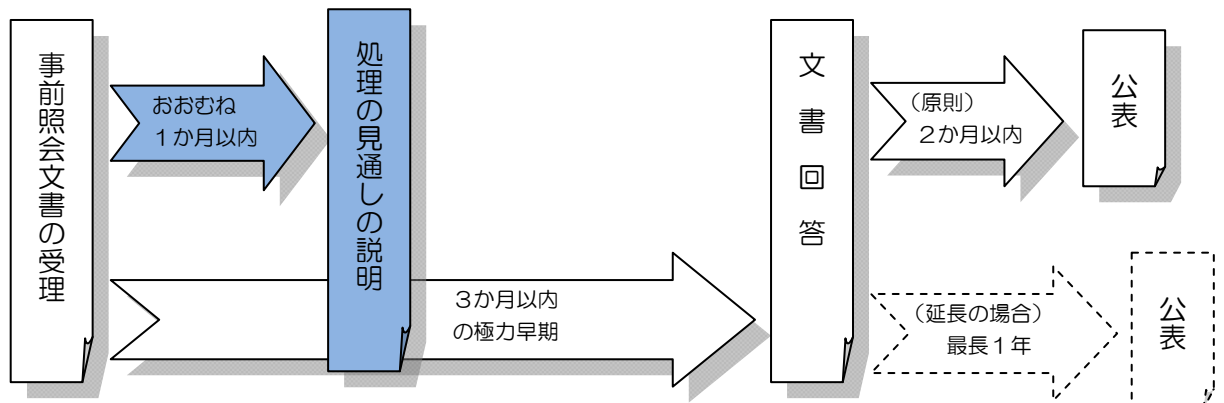 事前照会文書の受理
おおむね
１か月以内
処理の見通しの説明
３か月以内
の極力早期
文書回答
（原則）
２か月以内
公表
（延長の場合）
最長１年
公表